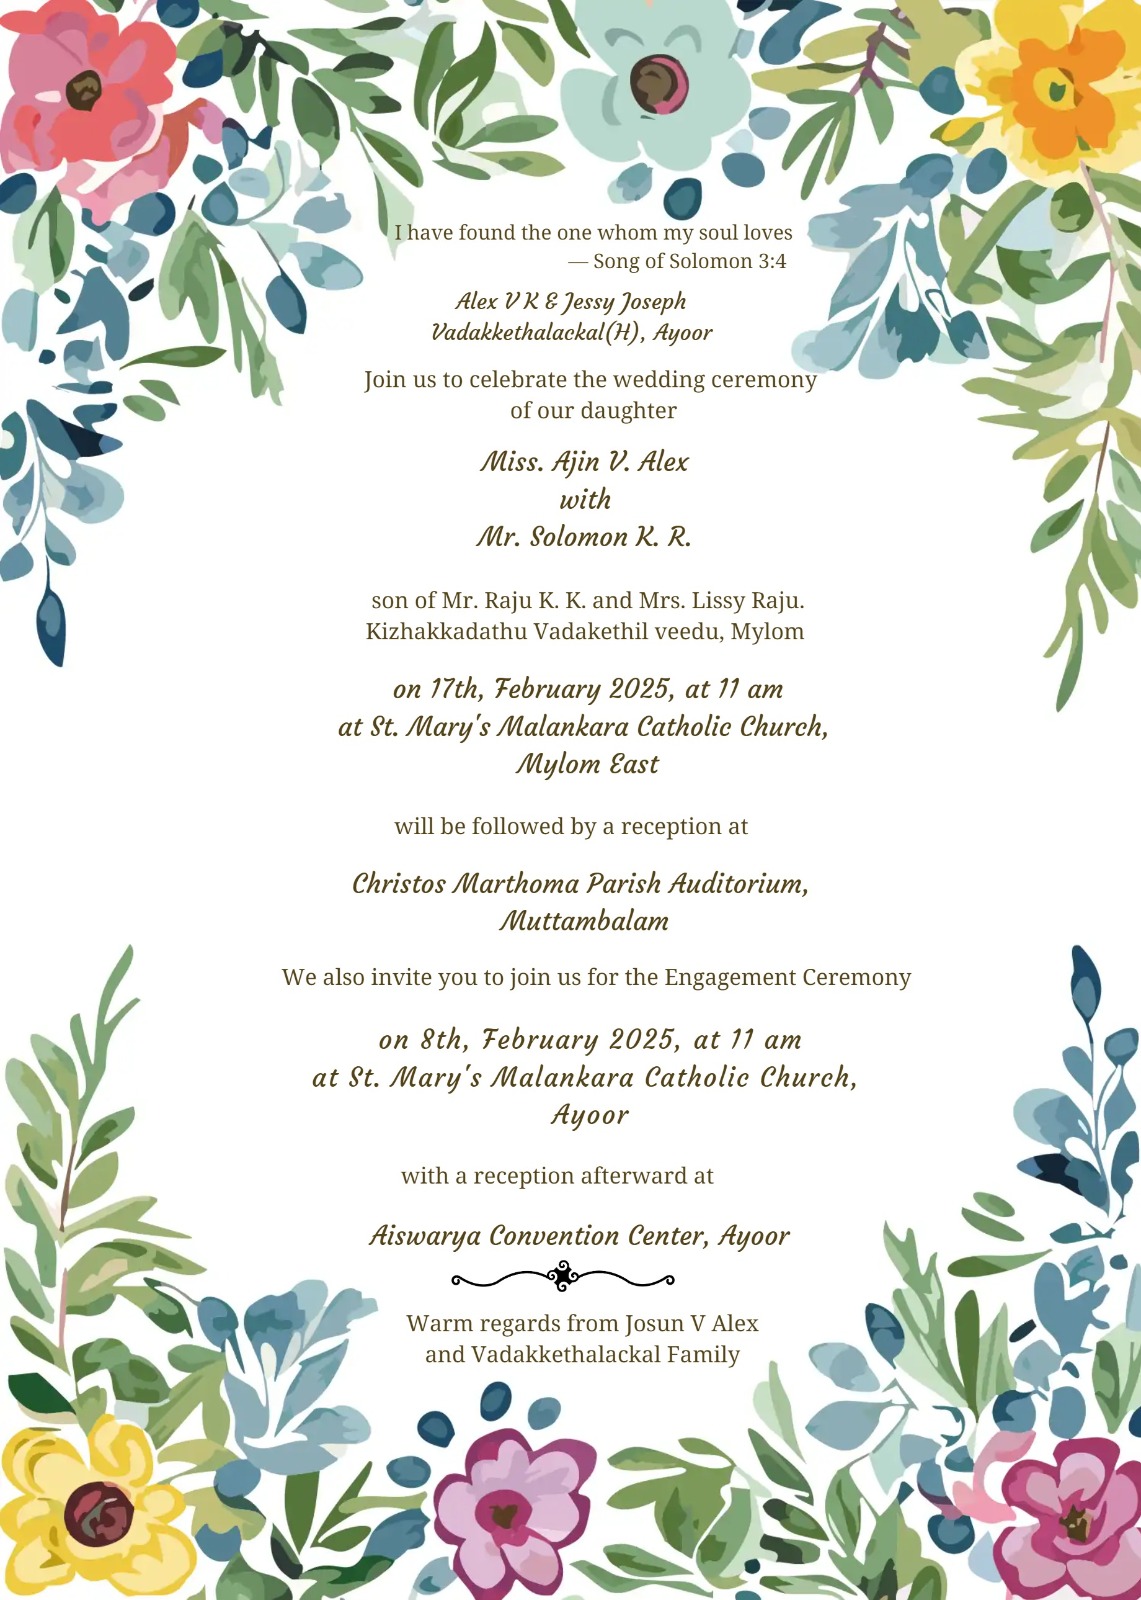 I have found the one whom my soul loves
— Song of Solomon 3:4
Alex V K & Jessy Joseph
Vadakkethalackal(H), Ayoor
Join us to celebrate the wedding ceremony
of our daughter
Miss. Ajin V. Alex
with
Mr. Solomon K. R.
son of Mr. Raju K. K. and Mrs. Lissy Raju.
Kizhakkadathu Vadakethil veedu, Mylom
on 17th, February 2025, at 11 am
at St. Mary's Malankara Catholic Church,
Mylom East
will be followed by a reception at
Christos Marthoma Parish Auditorium,
Muttambalam
We also invite you to join us for the Engagement Ceremony
on 8th, February 2025, at 11 am
at St. Mary's Malankara Catholic Church,
Ayoor
with a reception afterward at
Aiswarya Convention Center, Ayoor
Warm regards from Josun V Alex
and Vadakkethalackal Family